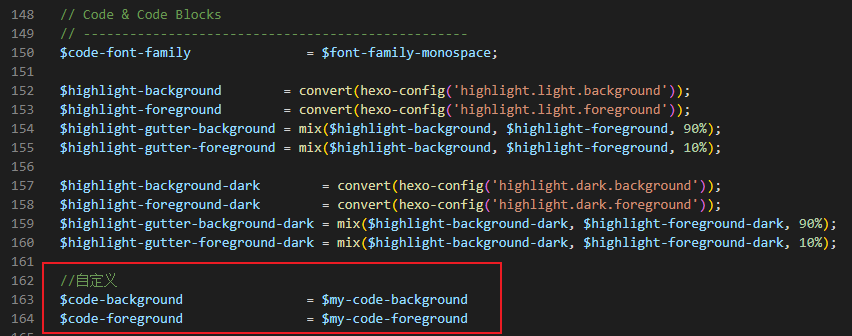 148 // Code & Code Blocks
149 // --------------------------------------------------
150 $code-font-family = $font-family-monospace;
151
152 $highlight-background = convert(hexo-config('highlight.light.background'));
153 $highlight-foreground = convert(hexo-config('highlight.light.foreground'));
154 $highlight-gutter-background = mix($highlight-background, $highlight-foreground, 90%);
155 $highlight-gutter-foreground = mix($highlight-background, $highlight-foreground, 10%);
156
157 $highlight-background-dark = convert(hexo-config('highlight.dark.background'));
158 $highlight-foreground-dark = convert(hexo-config('highlight.dark.foreground'));
159 $highlight-gutter-background-dark = mix($highlight-background-dark, $highlight-foreground-dark, 90%);
160 $highlight-gutter-foreground-dark = mix($highlight-background-dark, $highlight-foreground-dark, 10%);
161
162 //自定义
163 $code-background = $my-code-background
164 $code-foreground = $my-code-foreground